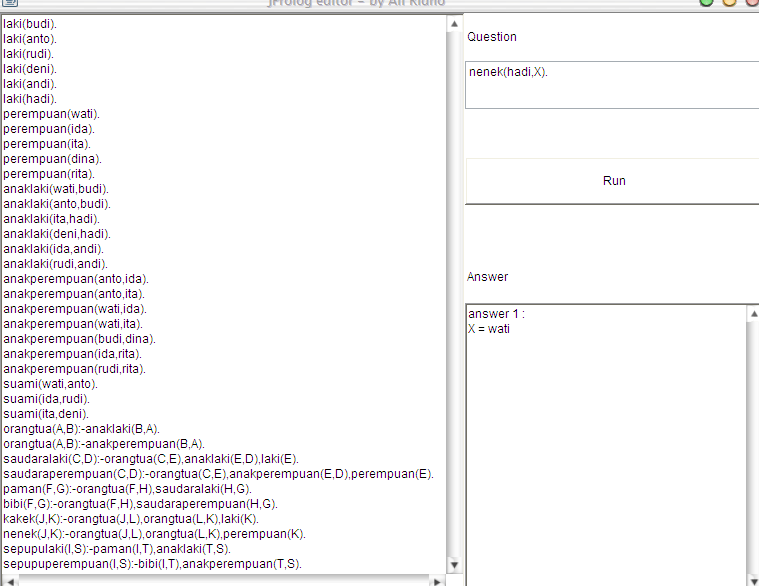 jProlog editor - by Ali Ridho
laki(budi).
laki(anto).
laki(rudi).
laki(deni).
laki(andi).
laki(hadi).
perempuan(wati).
perempuan(ida).
perempuan(ita).
perempuan(dina).
perempuan(rita).
anaklaki(wati,budi).
anaklaki(anto,budi).
anaklaki(ita,hadi).
anaklaki(deni,hadi).
anaklaki(ida,andi).
anaklaki(rudi,andi).
anakperempuan(anto,ida).
anakperempuan(anto,ita).
anakperempuan(wati,ida).
anakperempuan(wati,ita).
anakperempuan(budi,dina).
anakperempuan(ida,rita).
anakperempuan(rudi,rita).
suami(wati,anto).
suami(ida,rudi).
suami(ita,deni).
orangtua(A,B):-anaklaki(B,A).
orangtua(A,B):-anakperempuan(B,A).
saudaralaki(C,D):-orangtua(C,E),anaklaki(E,D),laki(E).
saudaraperempuan(C,D):-orangtua(C,E),anakperempuan(E,D),perempuan(E).
paman(F,G):-orangtua(F,H),saudaralaki(H,G).
bibi(F,G):-orangtua(F,H),saudaraperempuan(H,G).
kakek(J,K):-orangtua(J,L),orangtua(L,K),laki(K).
nenek(J,K):-orangtua(J,L),orangtua(L,K),perempuan(K).
sepupulaki(I,S):-paman(I,T),anaklaki(T,S).
sepupuperempuan(I,S):-bibi(I,T),anakperempuan(T,S).
Question
nenek(hadi,X).
Run
Answer
answer 1 :
X = wati